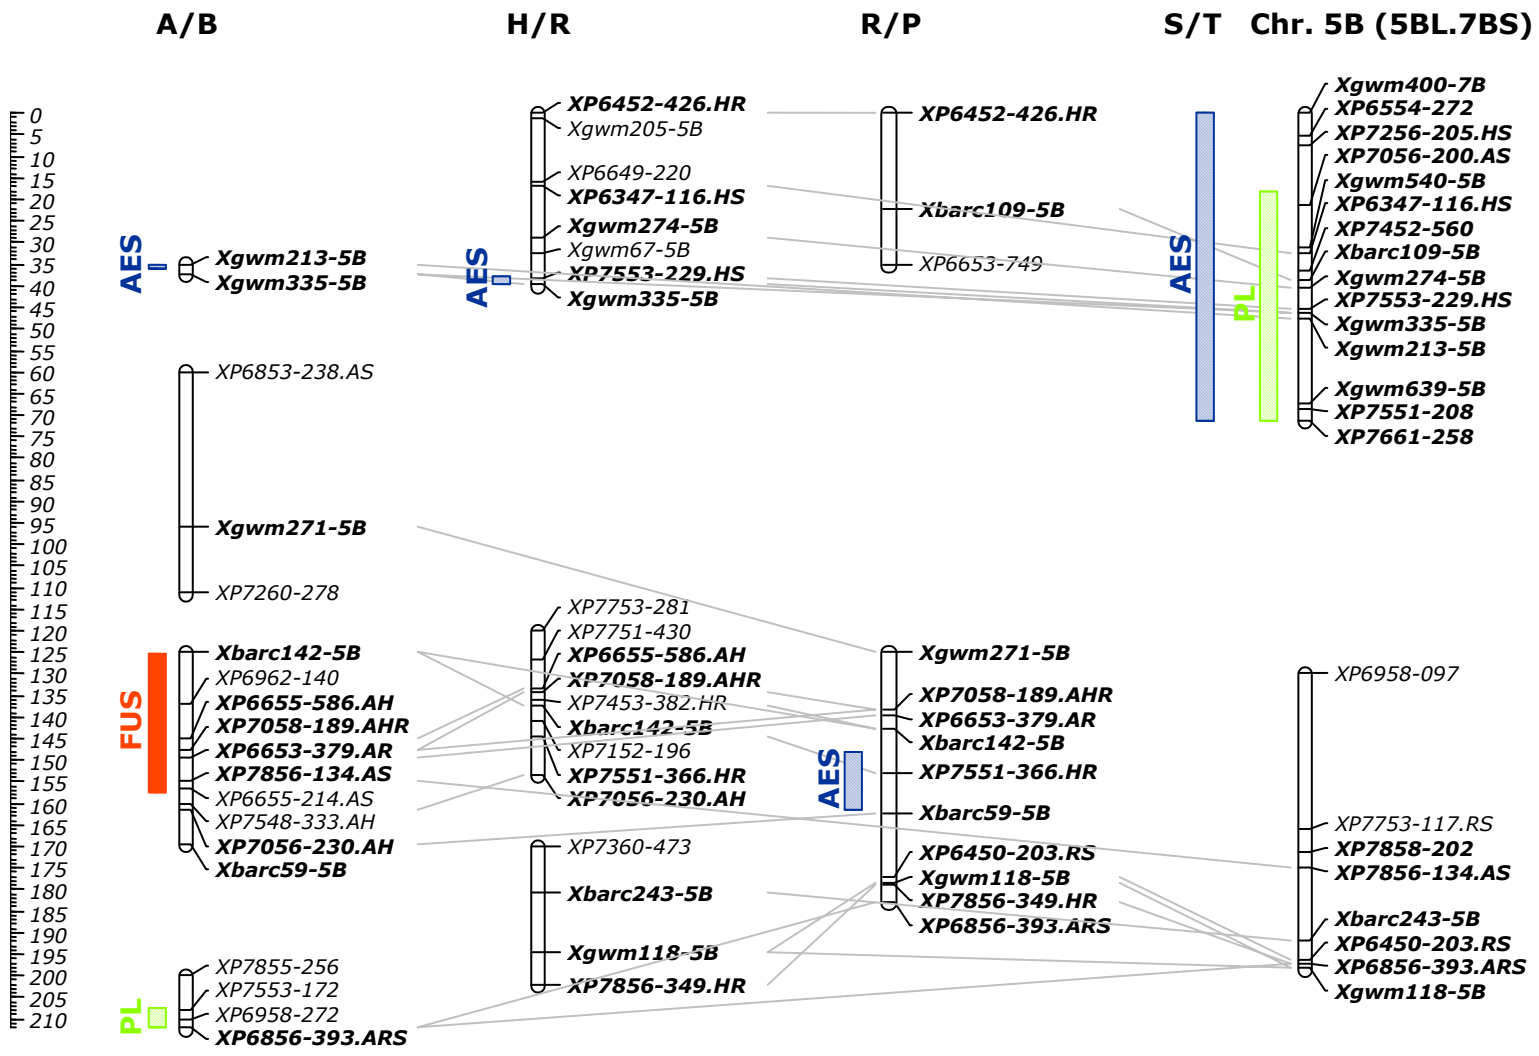 A/B
H/R
R/P
S/T
Chr. 5B (5BL.7BS)
0
5
10
15
20
25
30
35
40
45
50
55
60
65
70
75
80
85
90
95
100
105
110
115
120
125
130
135
140
145
150
155
160
165
170
175
180
185
190
195
200
205
210
AES
Xgwm213-5B
Xgwm335-5B
XP6853-238.AS
Xgwm271-5B
XP7260-278
FUS
Xbarc142-5B
XP6962-140
XP6655-586.AH
XP7058-189.AHR
XP6653-379.AR
XP7856-134.AS
XP6655-214.AS
XP7548-333.AH
XP7056-230.AH
Xbarc59-5B
PL
XP7855-256
XP7553-172
XP6958-272
XP6856-393.ARS
XP6452-426.HR
Xgwm205-5B
XP6649-220
XP6347-116.HS
Xgwm274-5B
Xgwm67-5B
XP7553-229.HS
Xgwm335-5B
AES
XP7753-281
XP7751-430
XP6655-586.AH
XP7058-189.AHR
XP7453-382.HR
Xbarc142-5B
XP7152-196
XP7551-366.HR
XP7056-230.AH
XP7360-473
Xbarc243-5B
Xgwm118-5B
XP7856-349.HR
XP6452-426.HR
Xbarc109-5B
XP6653-749
Xgwm271-5B
XP7058-189.AHR
XP6653-379.AR
Xbarc142-5B
XP7551-366.HR
Xbarc59-5B
XP6450-203.RS
Xgwm118-5B
XP7856-349.HR
XP6856-393.ARS
AES
AES
PL
Xgwm400-7B
XP6554-272
XP7256-205.HS
XP7056-200.AS
Xgwm540-5B
XP6347-116.HS
XP7452-560
Xbarc109-5B
Xgwm274-5B
XP7553-229.HS
Xgwm335-5B
Xgwm213-5B
Xgwm639-5B
XP7551-208
XP7661-258
XP6958-097
XP7753-117.RS
XP7858-202
XP7856-134.AS
Xbarc243-5B
XP6450-203.RS
XP6856-393.ARS
Xgwm118-5B